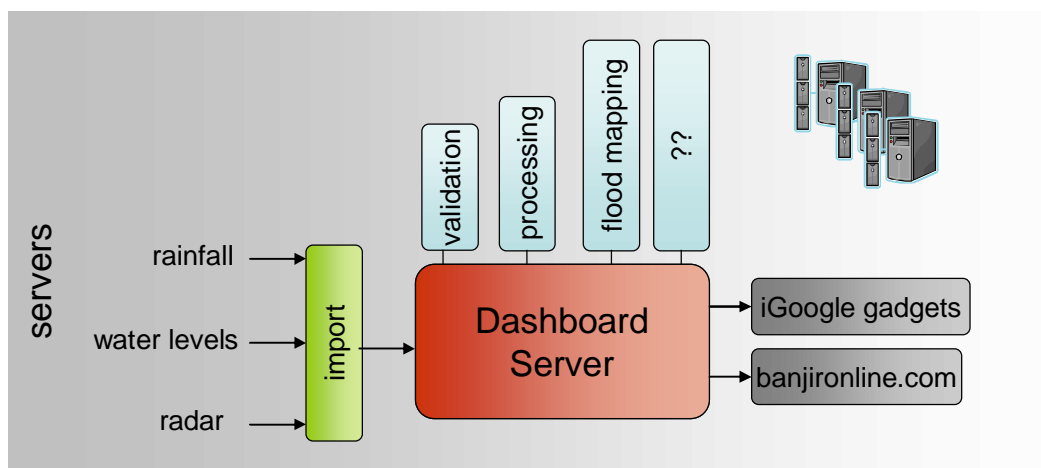 servers
rainfall
water levels
radar
import
validation
processing
flood mapping
??
Dashboard
Server
iGoogle gadgets
banjironline.com